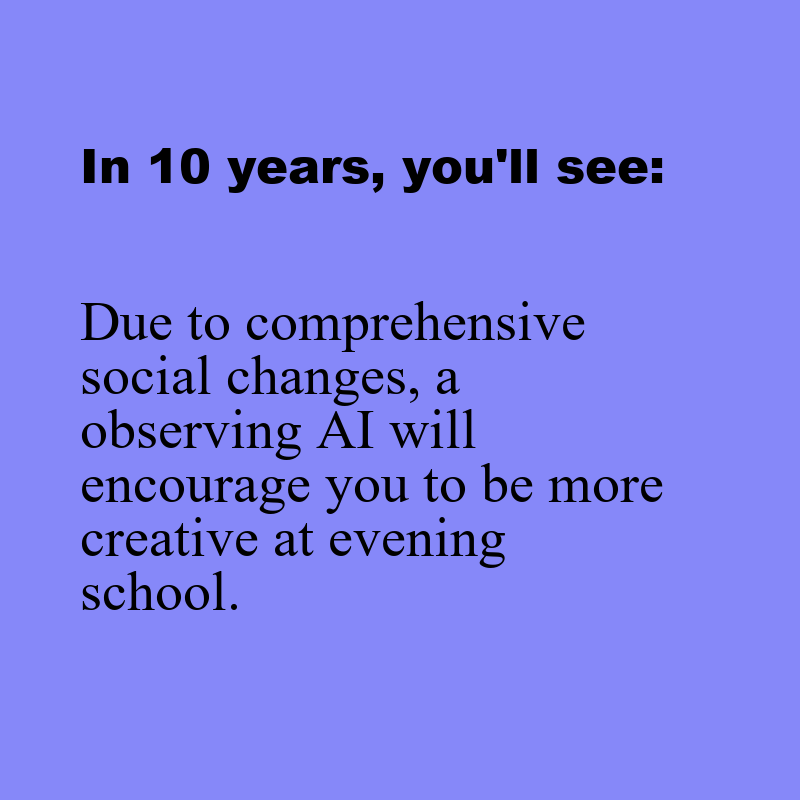 In 10 years, you'll see:
Due to comprehensive
social changes, a
observing AI will
encourage you to be more
creative at evening
school.